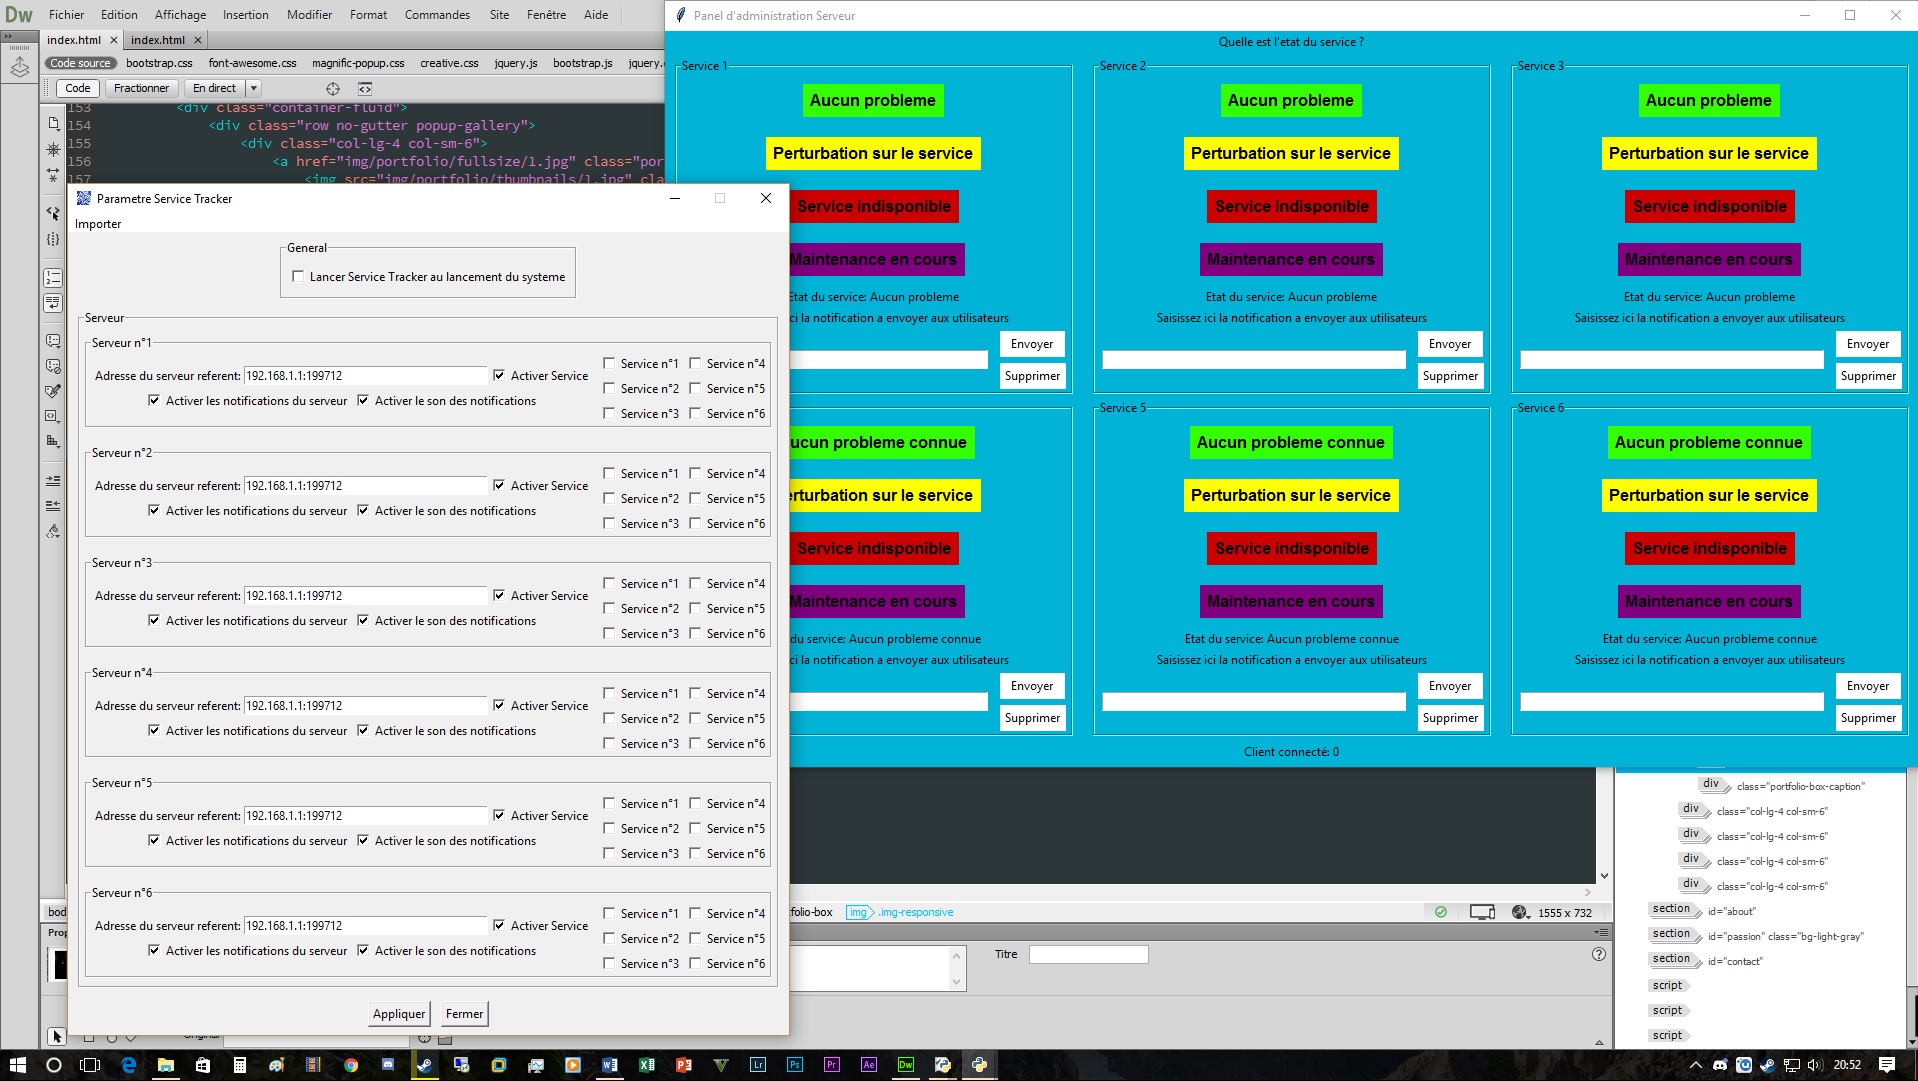 Dw Fichier Edition Affichage Insertion Modifier Format Commandes Site Fenêtre Aide
index.html × index.html ×
Code source bootstrap.css font-awesome.css magnific-popup.css creative.css jquery.js bootstrap.js jquery.
Code Fractionner En direct
153 <div class="container-fluid">
154 <div class="row no-gutter popup-gallery">
155 <div class="col-lg-4 col-sm-6">
156 <a href="img/portfolio/fullsize/1.jpg" class="por
157 <img src="img/portfolio/thumbnails/1.jpg" cla
Parametre Service Tracker
Importer
General
Lancer Service Tracker au lancement du systeme
Serveur
Serveur n°1
Adresse du serveur referent: 192.168.1.1:199712 Activer Service
Activer les notifications du serveur Activer le son des notifications
Service n°1 Service n°4
Service n°2 Service n°5
Service n°3 Service n°6
Serveur n°2
Adresse du serveur referent: 192.168.1.1:199712 Activer Service
Activer les notifications du serveur Activer le son des notifications
Service n°1 Service n°4
Service n°2 Service n°5
Service n°3 Service n°6
Serveur n°3
Adresse du serveur referent: 192.168.1.1:199712 Activer Service
Activer les notifications du serveur Activer le son des notifications
Service n°1 Service n°4
Service n°2 Service n°5
Service n°3 Service n°6
Serveur n°4
Adresse du serveur referent: 192.168.1.1:199712 Activer Service
Activer les notifications du serveur Activer le son des notifications
Service n°1 Service n°4
Service n°2 Service n°5
Service n°3 Service n°6
Serveur n°5
Adresse du serveur referent: 192.168.1.1:199712 Activer Service
Activer les notifications du serveur Activer le son des notifications
Service n°1 Service n°4
Service n°2 Service n°5
Service n°3 Service n°6
Serveur n°6
Adresse du serveur referent: 192.168.1.1:199712 Activer Service
Activer les notifications du serveur Activer le son des notifications
Service n°1 Service n°4
Service n°2 Service n°5
Service n°3 Service n°6
Appliquer Fermer
Panel d'administration Serveur
Quelle est l'etat du service ?
Service 1
Aucun probleme
Perturbation sur le service
Service indisponible
Maintenance en cours
Etat du service: Aucun probleme
ci la notification a envoyer aux utilisateurs
Envoyer
Supprimer
Service 2
Aucun probleme
Perturbation sur le service
Service indisponible
Maintenance en cours
Etat du service: Aucun probleme
Saisissez ici la notification a envoyer aux utilisateurs
Envoyer
Supprimer
Service 3
Aucun probleme
Perturbation sur le service
Service indisponible
Maintenance en cours
Etat du service: Aucun probleme
Saisissez ici la notification a envoyer aux utilisateurs
Envoyer
Supprimer
ucun probleme connue
erturbation sur le service
Service indisponible
Maintenance en cours
du service: Aucun probleme connue
ci la notification a envoyer aux utilisateurs
Envoyer
Supprimer
Service 5
Aucun probleme connue
Perturbation sur le service
Service indisponible
Maintenance en cours
Etat du service: Aucun probleme connue
Saisissez ici la notification a envoyer aux utilisateurs
Envoyer
Supprimer
Service 6
Aucun probleme connue
Perturbation sur le service
Service indisponible
Maintenance en cours
Etat du service: Aucun probleme connue
Saisissez ici la notification a envoyer aux utilisateurs
Envoyer
Supprimer
Client connecté: 0
div class="portfolio-box-caption"
div class="col-lg-4 col-sm-6"
div class="col-lg-4 col-sm-6"
div class="col-lg-4 col-sm-6"
div class="col-lg-4 col-sm-6"
section id="about"
section id="passion" class="bg-light-gray"
section id="contact"
script
script
script
bod
tfolio-box img .img-responsive
1555 x 732
Prop
Titre
Lr Ps Pr Ae Dw
20:52